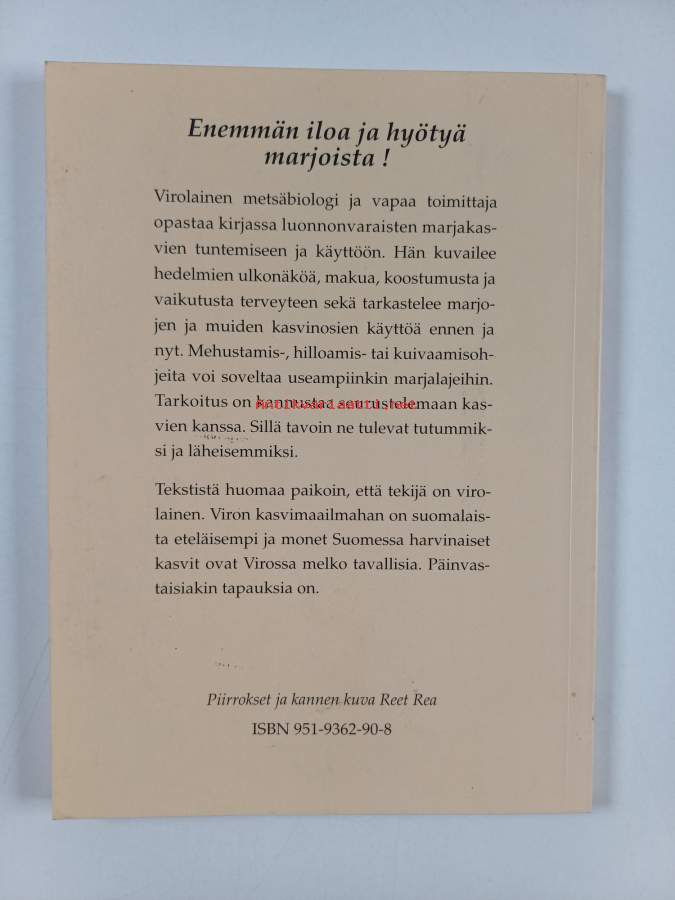 Enemmän iloa ja hyötyä
marjoista !
Virolainen metsäbiologi ja vapaa toimittaja
opastaa kirjassa luonnonvaraisten marjakas-
vien tuntemiseen ja käyttöön. Hän kuvailee
hedelmien ulkonäköä, makua, koostumusta ja
vaikutusta terveyteen sekä tarkastelee marjo-
jen ja muiden kasvinosien käyttöä ennen ja
nyt. Mehustamis-, hilloamis- tai kuivaamisoh-
jeita voi soveltaa useampiinkin marjalajeihin.
Tarkoitus on kannustaa seurustelemaan kas-
Antikvariaatti.net
vien kanssa. Sillä tavoin ne tulevat tutummik-
si ja läheisemmiksi.
Tekstistä huomaa paikoin, että tekijä on viro-
lainen. Viron kasvimaailmahan on suomalais-
ta eteläisempi ja monet Suomessa harvinaiset
kasvit ovat Virossa melko tavallisia. Päinvas-
taisiakin tapauksia on.
Piirrokset ja kannen kuva Reet Rea
ISBN 951-9362-90-8